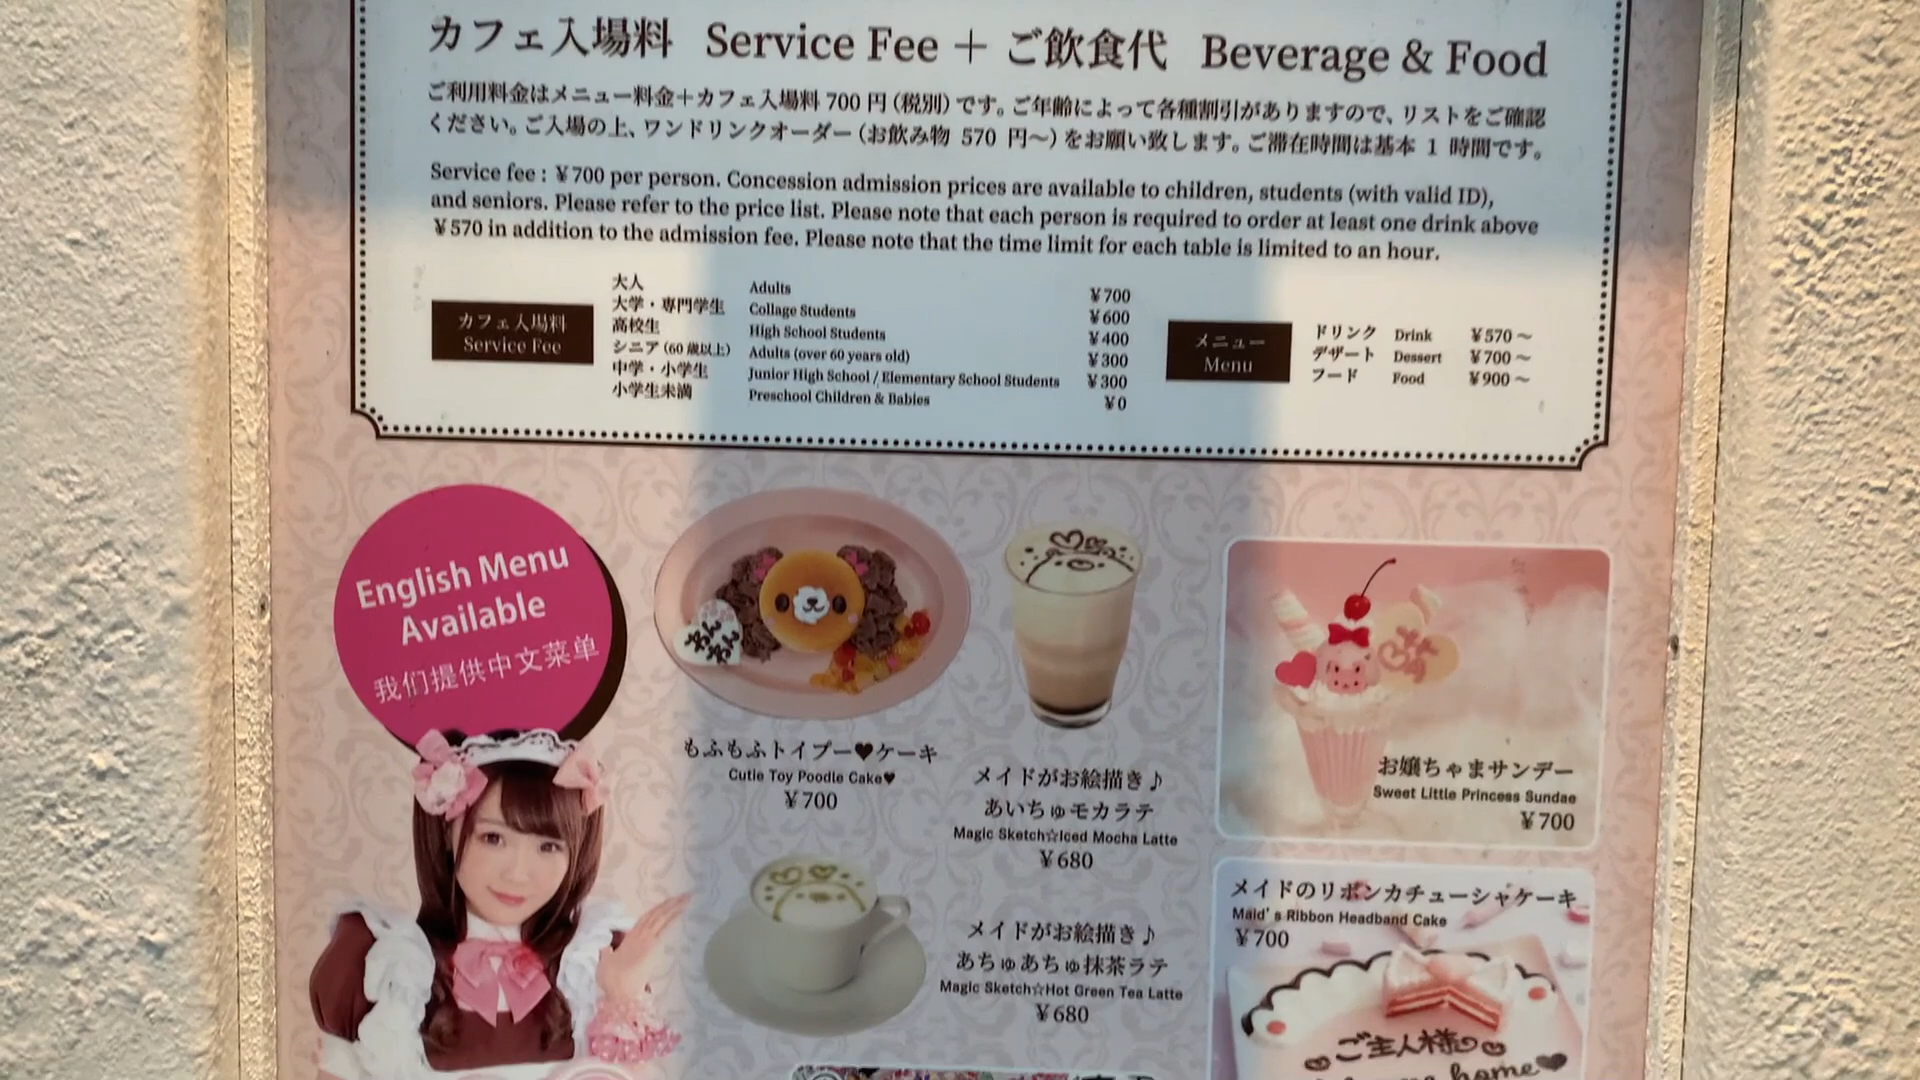 カフェ入場料 Service Fee + ご飲食代 Beverage & Food
ご利用料金はメニュー料金＋カフェ入場料 700 円（税別）です。ご年齢によって各種割引がありますので、リストをご確認
ください。ご入場の上、ワンドリンクオーダー（お飲み物 570 円～）をお願い致します。ご滞在時間は基本 1 時間です。
Service fee : ¥700 per person. Concession admission prices are available to children, students (with valid ID),
and seniors. Please refer to the price list. Please note that each person is required to order at least one drink above
¥570 in addition to the admission fee. Please note that the time limit for each table is limited to an hour.
カフェ入場料
Service Fee
大人 Adults ¥700
大学・専門学生 Collage Students ¥600
高校生 High School Students ¥400
シニア（60 歳以上） Adults (over 60 years old) ¥300
中学・小学生 Junior High School / Elementary School Students ¥300
小学生未満 Preschool Children & Babies ¥0
メニュー
Menu
ドリンク Drink ¥570～
デザート Dessert ¥700～
フード Food ¥900～
English Menu
Available
我们提供中文菜单
わん
わん
もふもふトイプー♥ケーキ
Cutie Toy Poodle Cake♥
¥700
メイドがお絵描き♪
あいちゅモカラテ
Magic Sketch☆Iced Mocha Latte
¥680
メイドがお絵描き♪
あちゅあちゅ抹茶ラテ
Magic Sketch☆Hot Green Tea Latte
¥680
お嬢ちゃまサンデー
Sweet Little Princess Sundae
¥700
メイドのリボンカチューシャケーキ
Maid's Ribbon Headband Cake
¥700
ご主人様
home